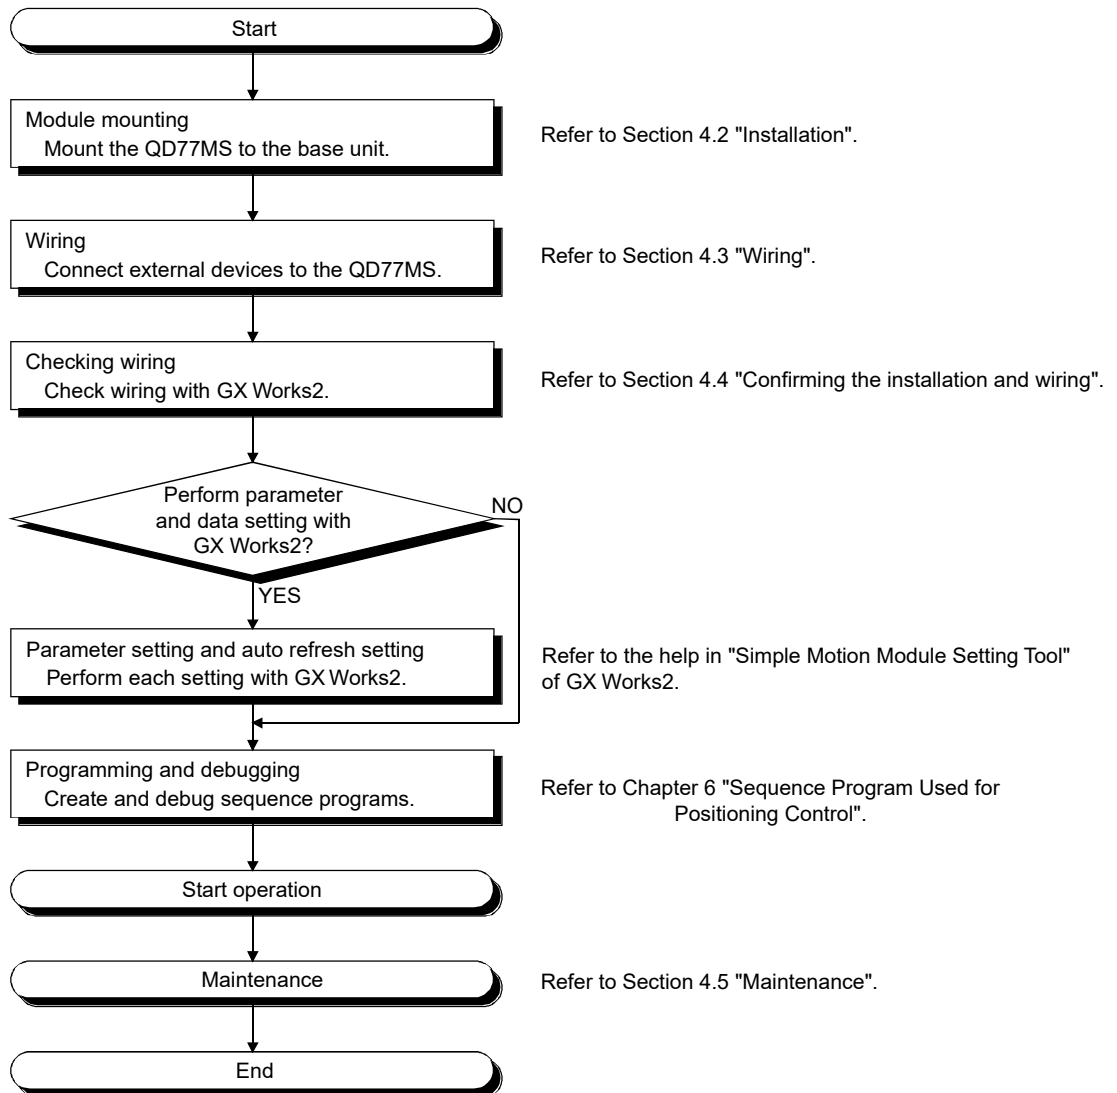 Start
Module mounting
Mount the QD77MS to the base unit.
Refer to Section 4.2 "Installation".
Wiring
Connect external devices to the QD77MS.
Refer to Section 4.3 "Wiring".
Checking wiring
Check wiring with GX Works2.
Refer to Section 4.4 "Confirming the installation and wiring".
Perform parameter
and data setting with
GX Works2?
NO
YES
Parameter setting and auto refresh setting
Perform each setting with GX Works2.
Refer to the help in "Simple Motion Module Setting Tool"
of GX Works2.
Programming and debugging
Create and debug sequence programs.
Refer to Chapter 6 "Sequence Program Used for
Positioning Control".
Start operation
Maintenance
Refer to Section 4.5 "Maintenance".
End